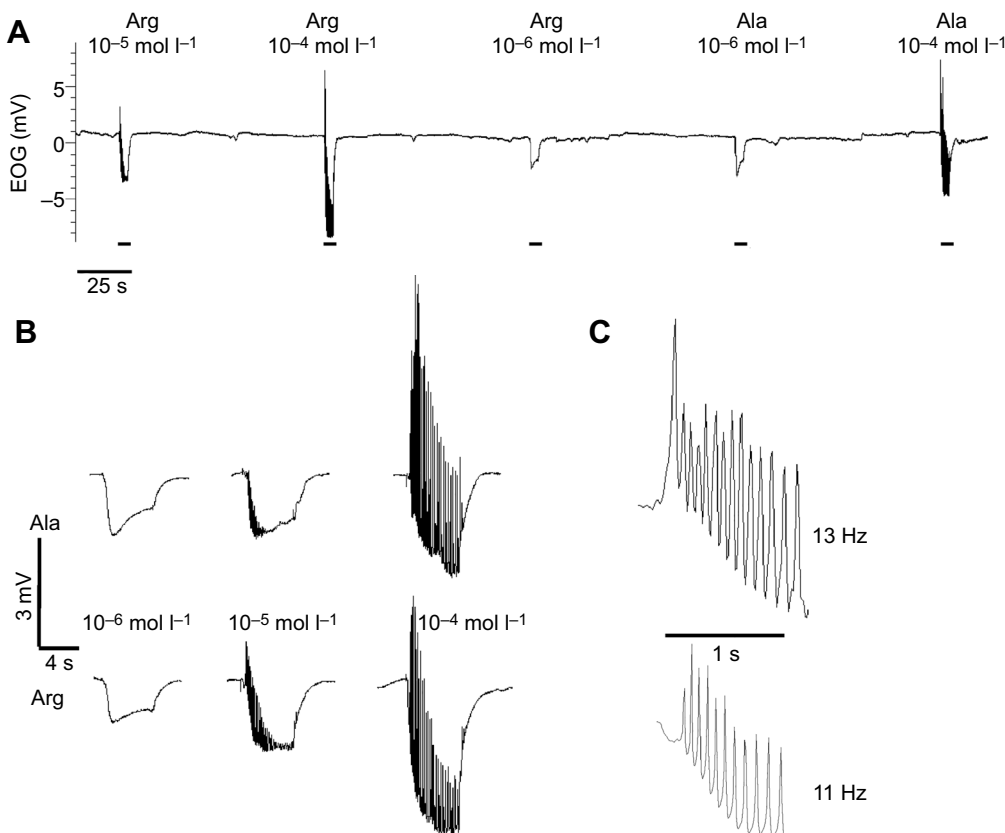 A
Arg Arg Arg Ala Ala
10⁻⁵ mol l⁻¹ 10⁻⁴ mol l⁻¹ 10⁻⁶ mol l⁻¹ 10⁻⁶ mol l⁻¹ 10⁻⁴ mol l⁻¹
EOG (mV)
5
0
–5
25 s
B
Ala
3 mV
4 s
10⁻⁶ mol l⁻¹ 10⁻⁵ mol l⁻¹ 10⁻⁴ mol l⁻¹
Arg
C
13 Hz
1 s
11 Hz